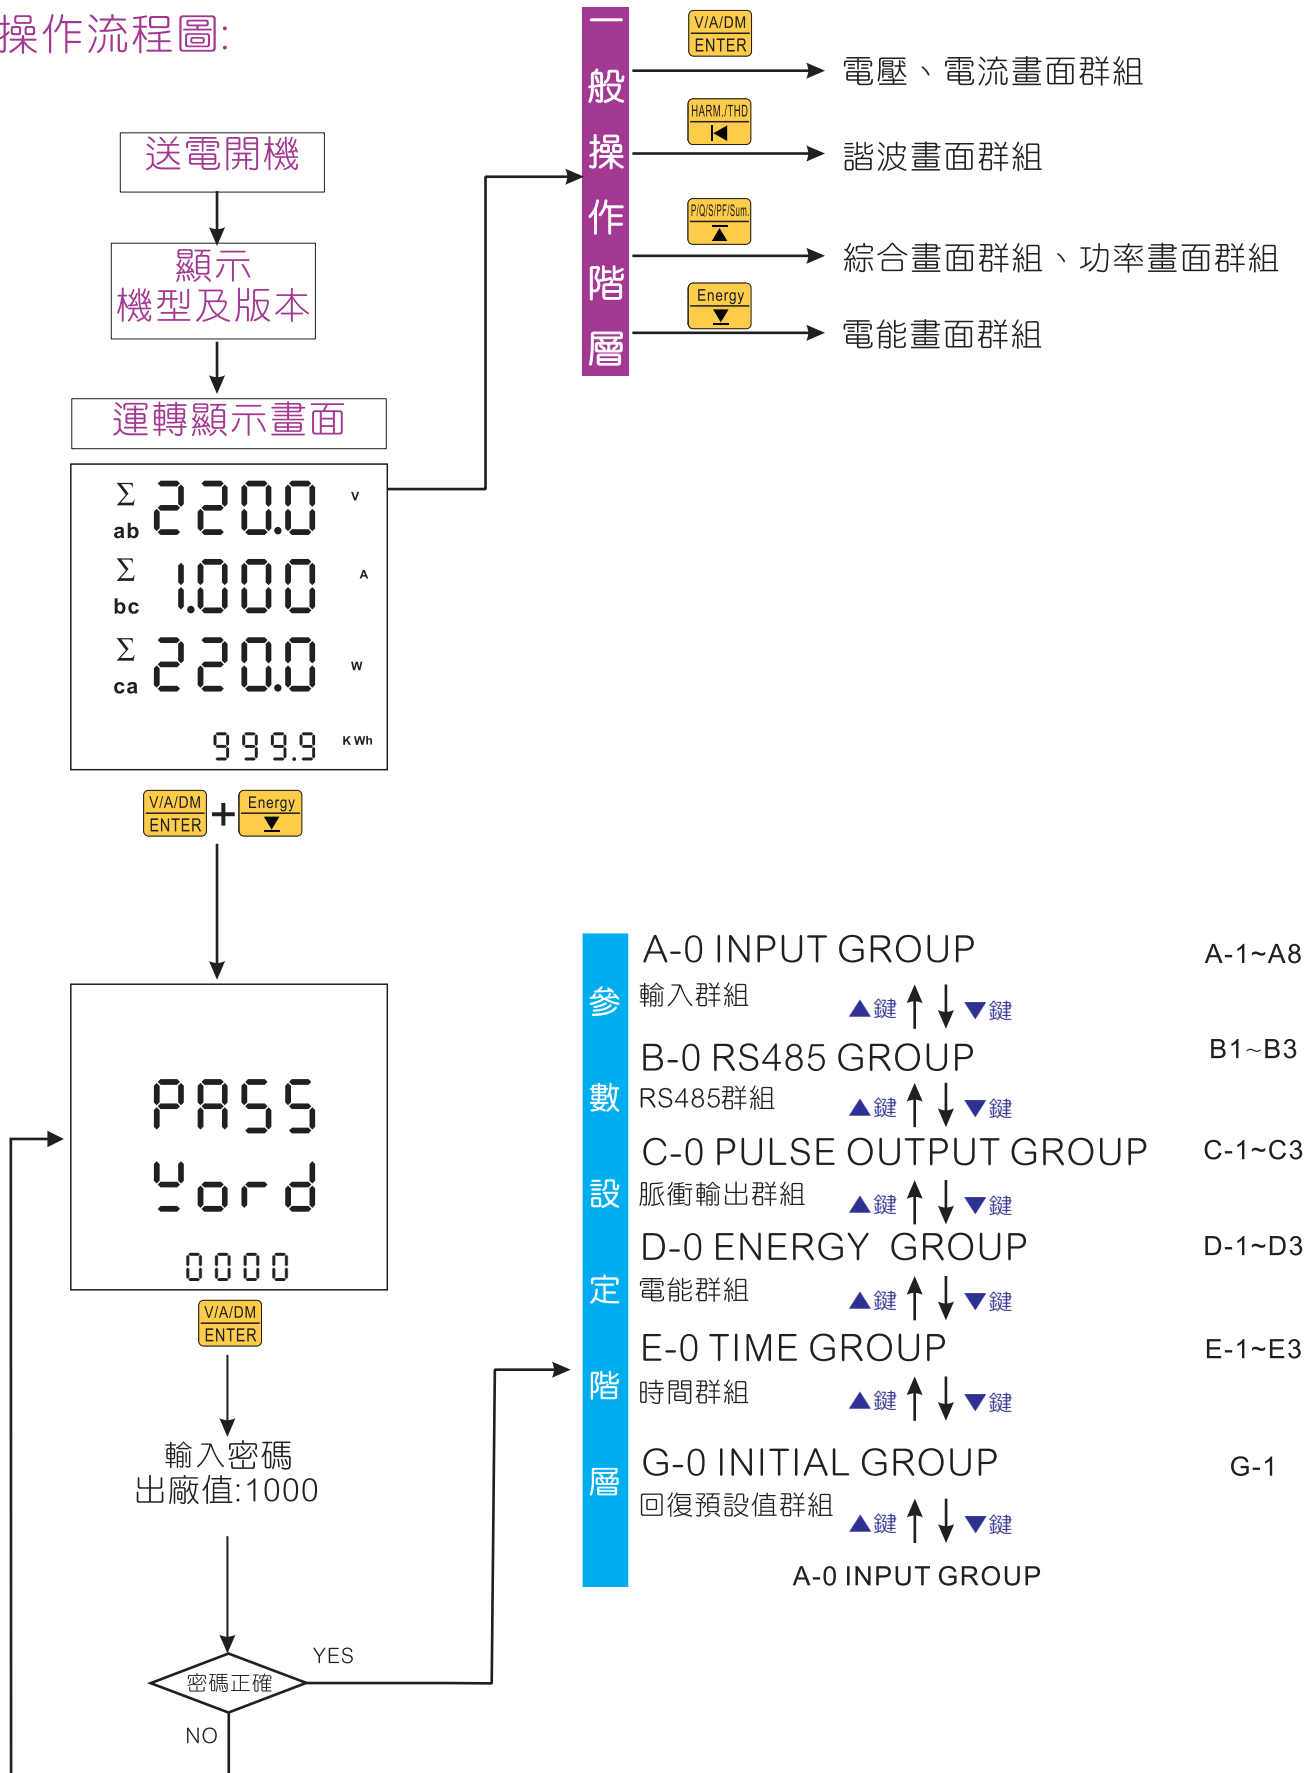 操作流程圖:
送電開機
顯示
機型及版本
運轉顯示畫面
Σ
ab
220.0
V
Σ
bc
1.000
A
Σ
ca
220.0
W
999.9
KWh
V/A/DM
ENTER
+
Energy
PASS
Yord
0000
V/A/DM
ENTER
輸入密碼
出廠值:1000
密碼正確
YES
NO
一般操作階層
V/A/DM
ENTER
電壓、電流畫面群組
HARM./THD
諧波畫面群組
P/Q/S/PF/Sum.
綜合畫面群組、功率畫面群組
Energy
電能畫面群組
參數設定階層
A-0 INPUT GROUP
A-1~A8
輸入群組
▲鍵 ▼鍵
B-0 RS485 GROUP
B1~B3
RS485群組
▲鍵 ▼鍵
C-0 PULSE OUTPUT GROUP
C-1~C3
脈衝輸出群組
▲鍵 ▼鍵
D-0 ENERGY GROUP
D-1~D3
電能群組
▲鍵 ▼鍵
E-0 TIME GROUP
E-1~E3
時間群組
▲鍵 ▼鍵
G-0 INITIAL GROUP
G-1
回復預設值群組
▲鍵 ▼鍵
A-0 INPUT GROUP